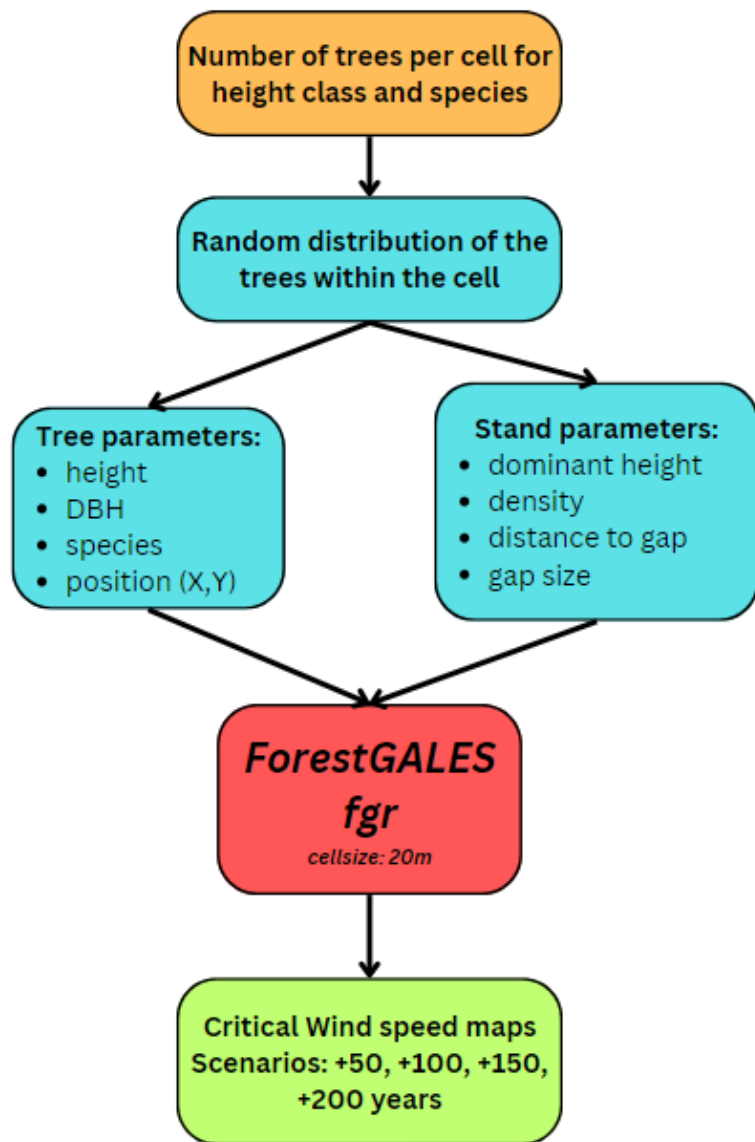 Number of trees per cell for
height class and species
Random distribution of the
trees within the cell
Tree parameters:
• height
• DBH
• species
• position (X,Y)
Stand parameters:
• dominant height
• density
• distance to gap
• gap size
ForestGALES
fgr
cellsize: 20m
Critical Wind speed maps
Scenarios: +50, +100, +150,
+200 years